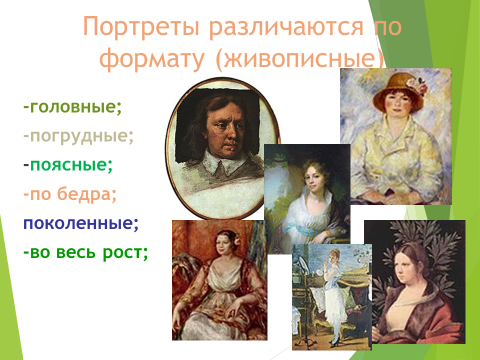 Портреты различаются по
формату (живописные)
-головные;
-погрудные;
-поясные;
-по бедра;
поколенные;
-во весь рост;